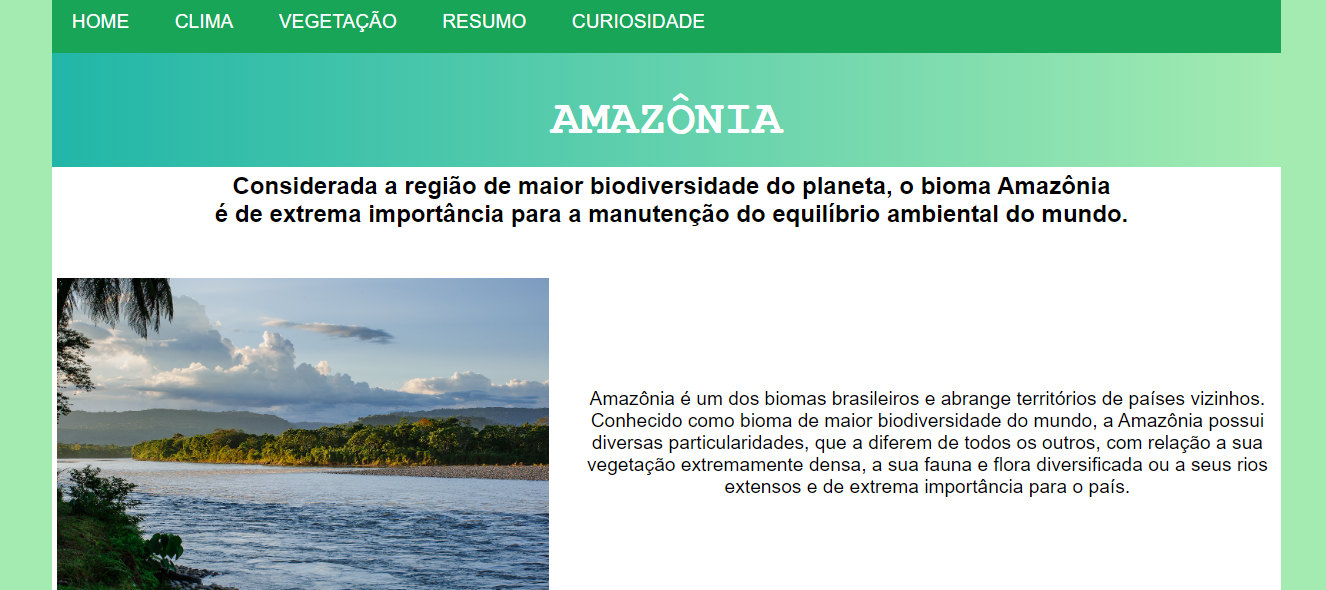 HOME CLIMA VEGETAÇÃO RESUMO CURIOSIDADE
AMAZÔNIA
Considerada a região de maior biodiversidade do planeta, o bioma Amazônia
é de extrema importância para a manutenção do equilíbrio ambiental do mundo.
Amazônia é um dos biomas brasileiros e abrange territórios de países vizinhos.
Conhecido como bioma de maior biodiversidade do mundo, a Amazônia possui
diversas particularidades, que a diferem de todos os outros, com relação a sua
vegetação extremamente densa, a sua fauna e flora diversificada ou a seus rios
extensos e de extrema importância para o país.